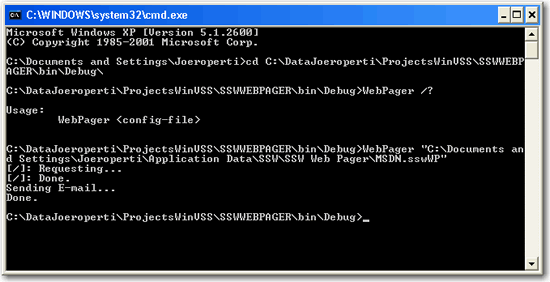 C:\WINDOWS\system32\cmd.exe
Microsoft Windows XP [Version 5.1.2600]
(C) Copyright 1985-2001 Microsoft Corp.
C:\Documents and Settings\Joeroperti>cd C:\DataJoeroperti\ProjectsWinVSS\SSWWEBP
AGER\bin\Debug\
C:\DataJoeroperti\ProjectsWinVSS\SSWWEBPAGER\bin\Debug>WebPager /?
Usage:
WebPager <config-file>
C:\DataJoeroperti\ProjectsWinVSS\SSWWEBPAGER\bin\Debug>WebPager "C:\Documents an
d Settings\Joeroperti\Application Data\SSW\SSW Web Pager\MSDN.sswWP"
[/]: Requesting...
[/]: Done.
Sending E-mail...
Done.
C:\DataJoeroperti\ProjectsWinVSS\SSWWEBPAGER\bin\Debug>_